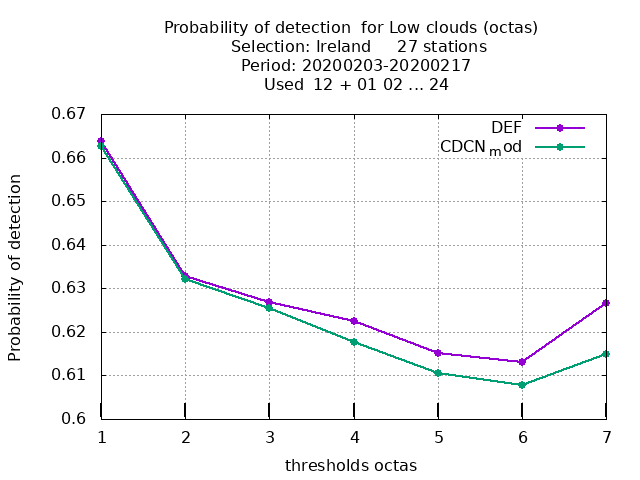 Probability of detection  for Low clouds (octas)
Selection: Ireland     27 stations
Period: 20200203-20200217
Used  12 + 01 02 ... 24
0.67
0.66
0.65
0.64
0.63
0.62
0.61
0.6
Probability of detection
DEF
CDCNmod
1 2 3 4 5 6 7
thresholds octas